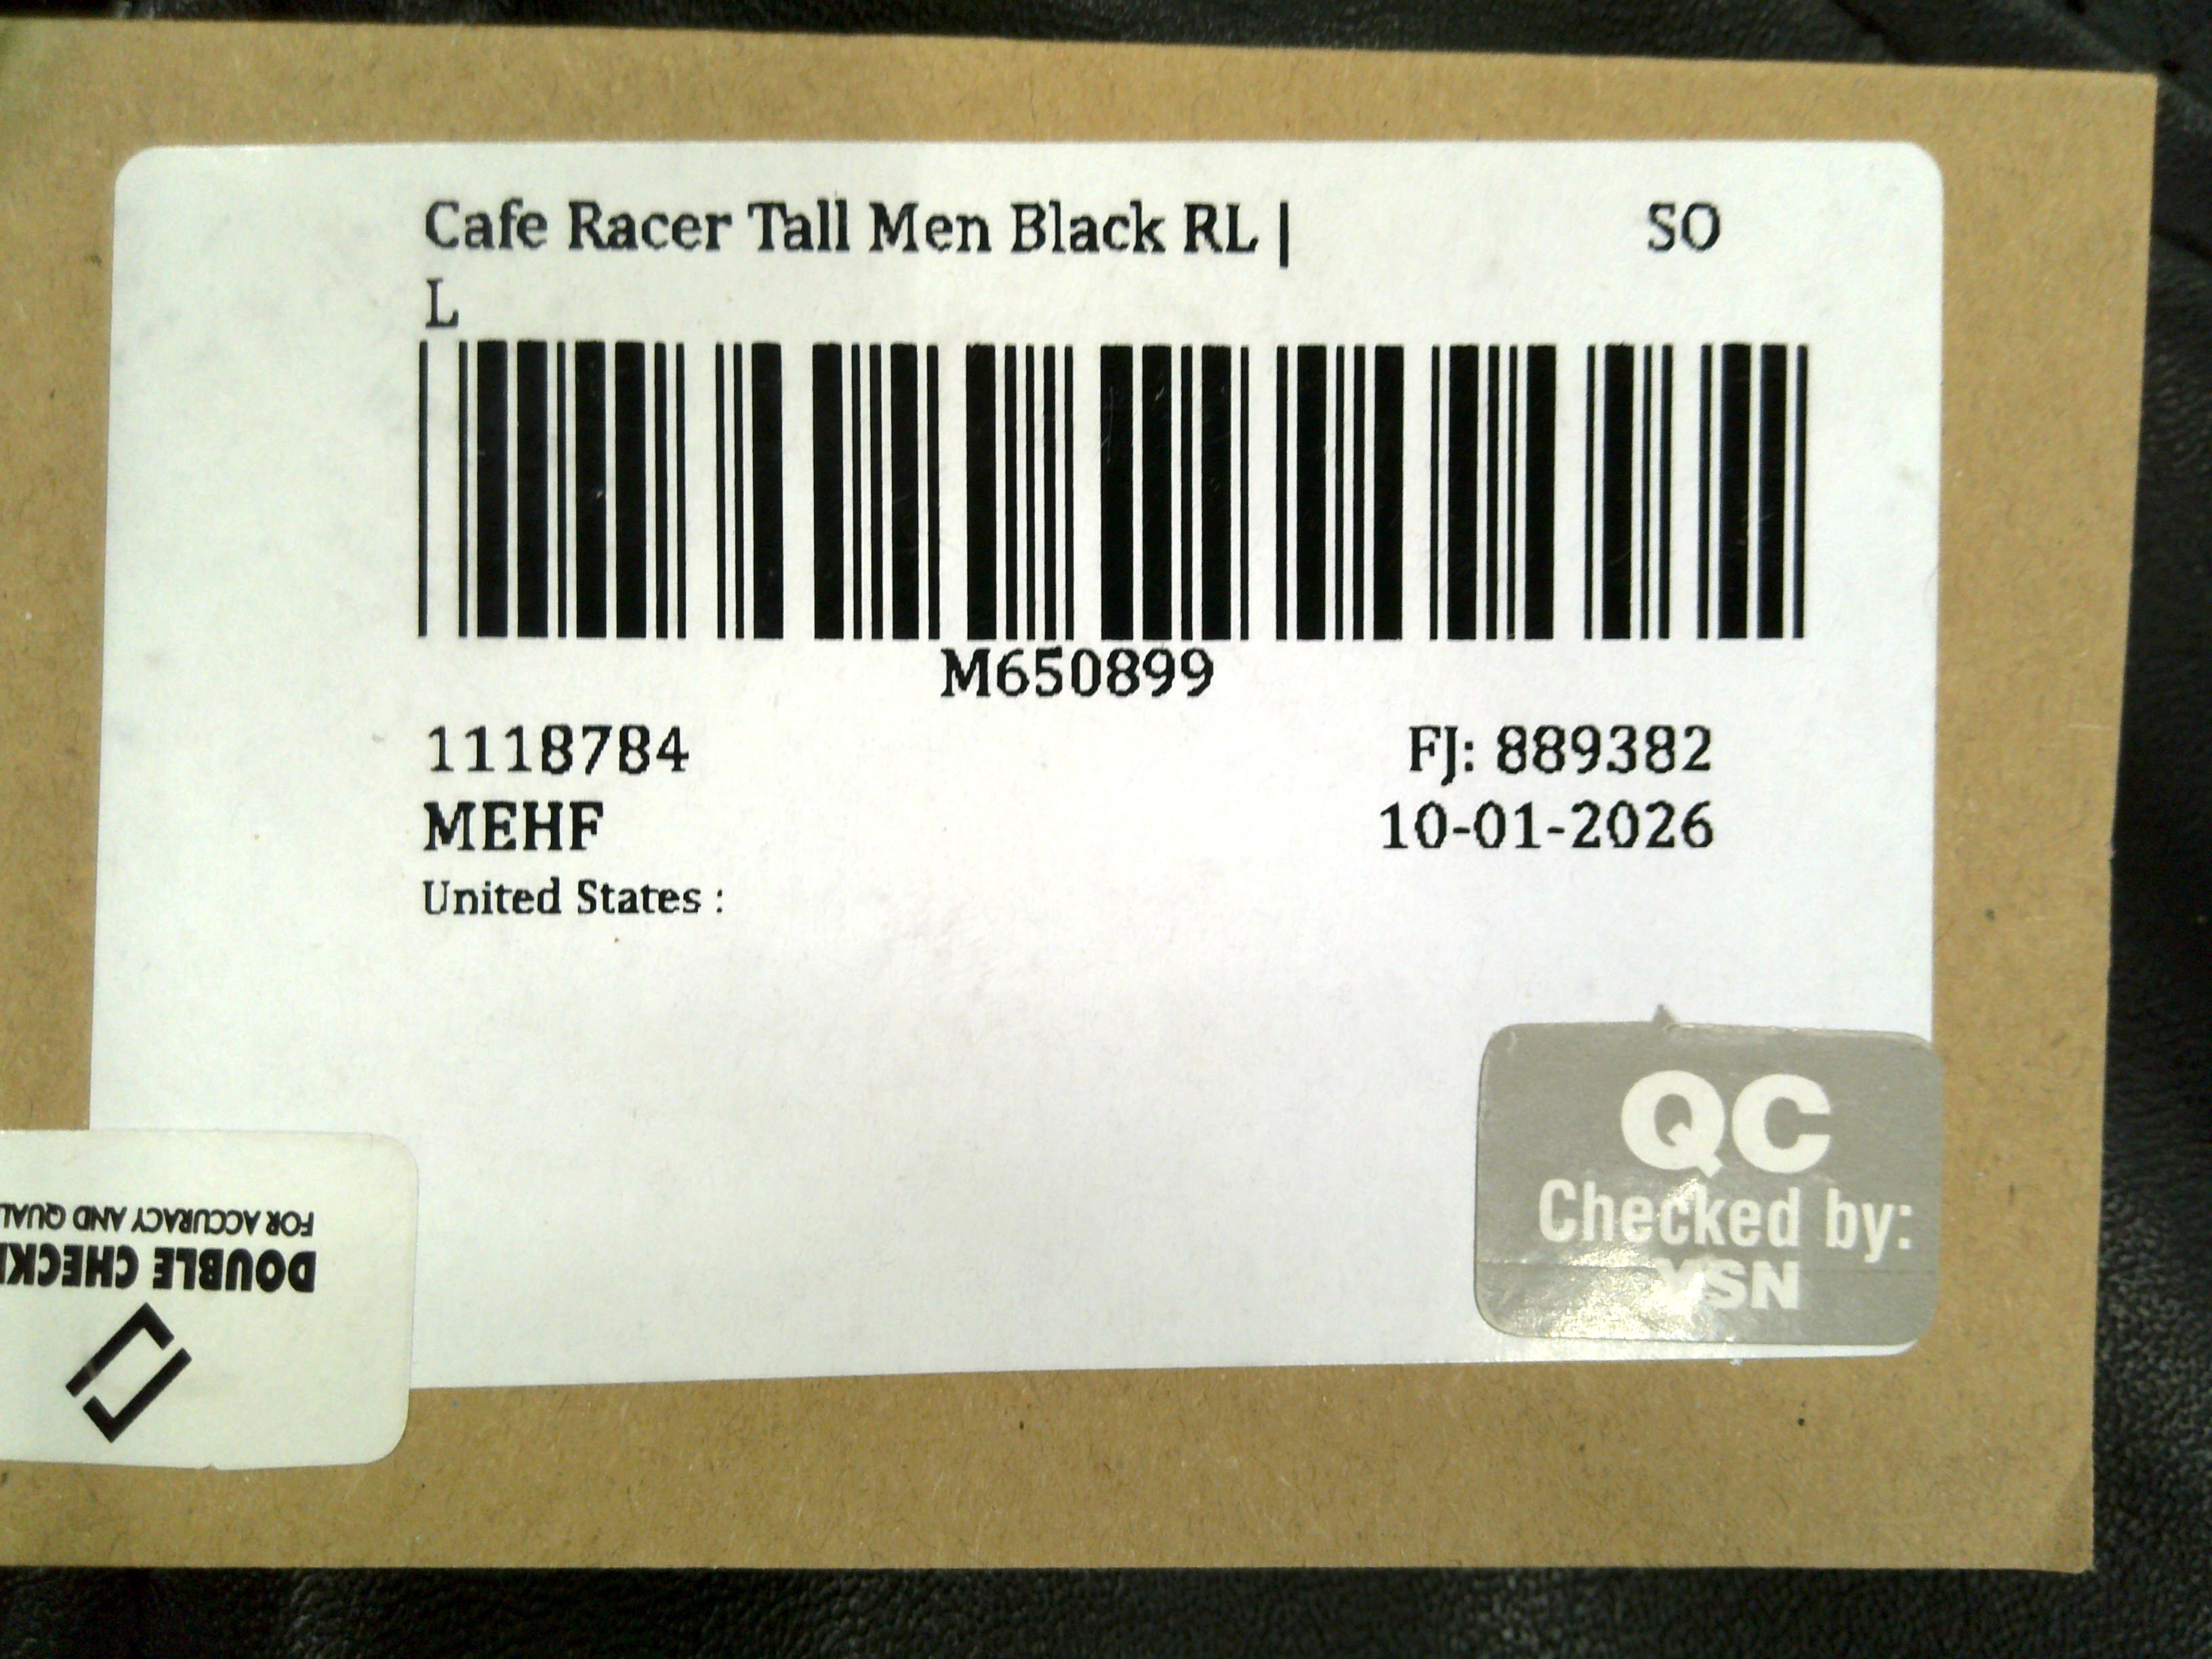 Cafe Racer Tall Men Black RL | SO
L
M650899
1118784 FJ: 889382
MEHF 10-01-2026
United States :
QC
Checked by:
YSN
DOUBLE
FOR ACCURACY AND